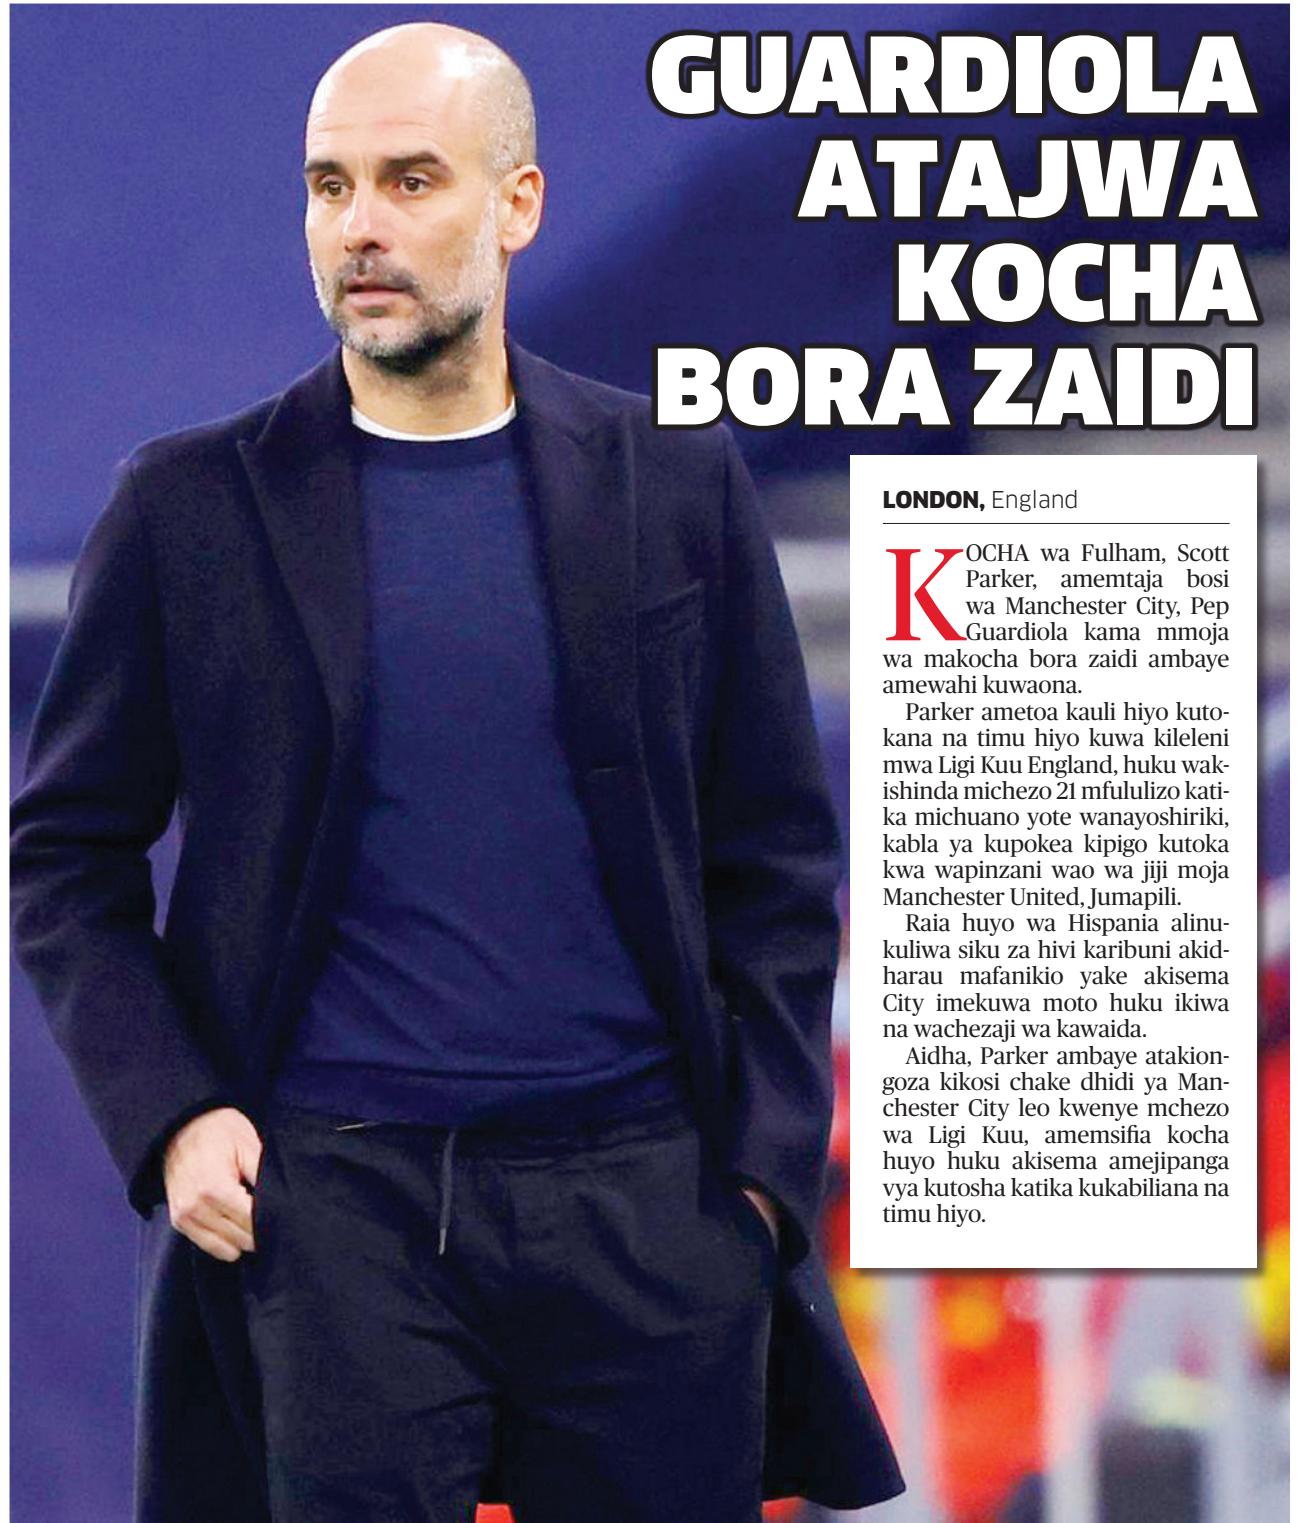 GUARDIOLA
ATAJWA
KOCHA
BORA ZAIDI
LONDON, England
KOCHA wa Fulham, Scott
Parker, amemtaja bosi
wa Manchester City, Pep
Guardiola kama mmoja
wa makocha bora zaidi ambaye
amewahi kuwaona.
Parker ametoa kauli hiyo kuto-
kana na timu hiyo kuwa kileleni
mwa Ligi Kuu England, huku wak-
ishinda michezo 21 mfululizo kati-
ka michuano yote wanayoshiriki,
kabla ya kupokea kipigo kutoka
kwa wapinzani wao wa jiji moja
Manchester United, Jumapili.
Raia huyo wa Hispania alinu-
kuliwa siku za hivi karibuni akid-
harau mafanikio yake akisema
City imekuwa moto huku ikiwa
na wachezaji wa kawaida.
Aidha, Parker ambaye atakion-
goza kikosi chake dhidi ya Man-
chester City leo kwenye mchezo
wa Ligi Kuu, amemsifia kocha
huyo huku akisema amejipanga
vya kutosha katika kukabiliana na
timu hiyo.